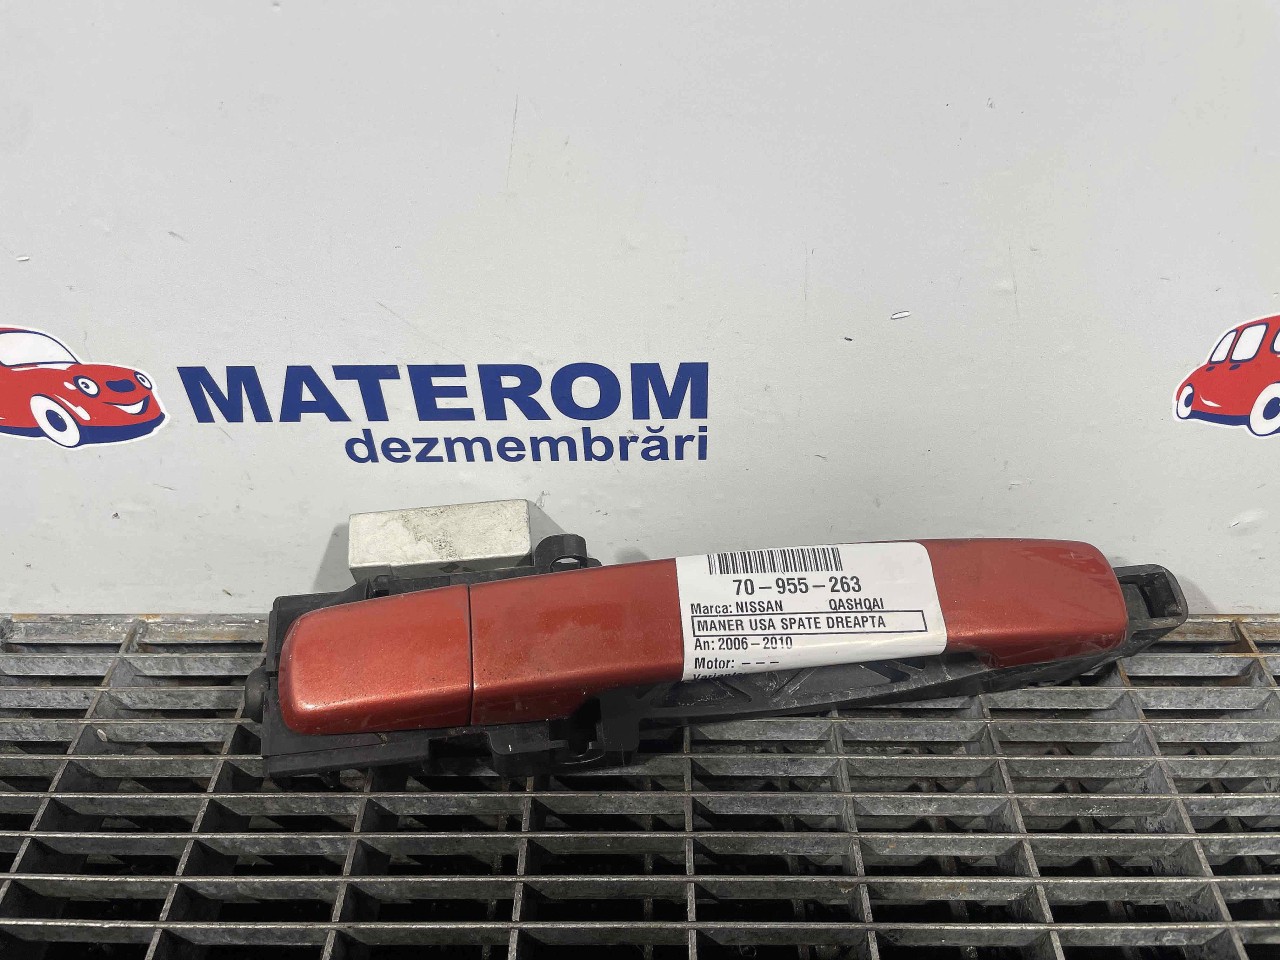 MATEROM
dezmembrări
70-955-263
Marca: NISSAN QASHQAI
MANER USA SPATE DREAPTA
An: 2006-2010
Motor: - - -